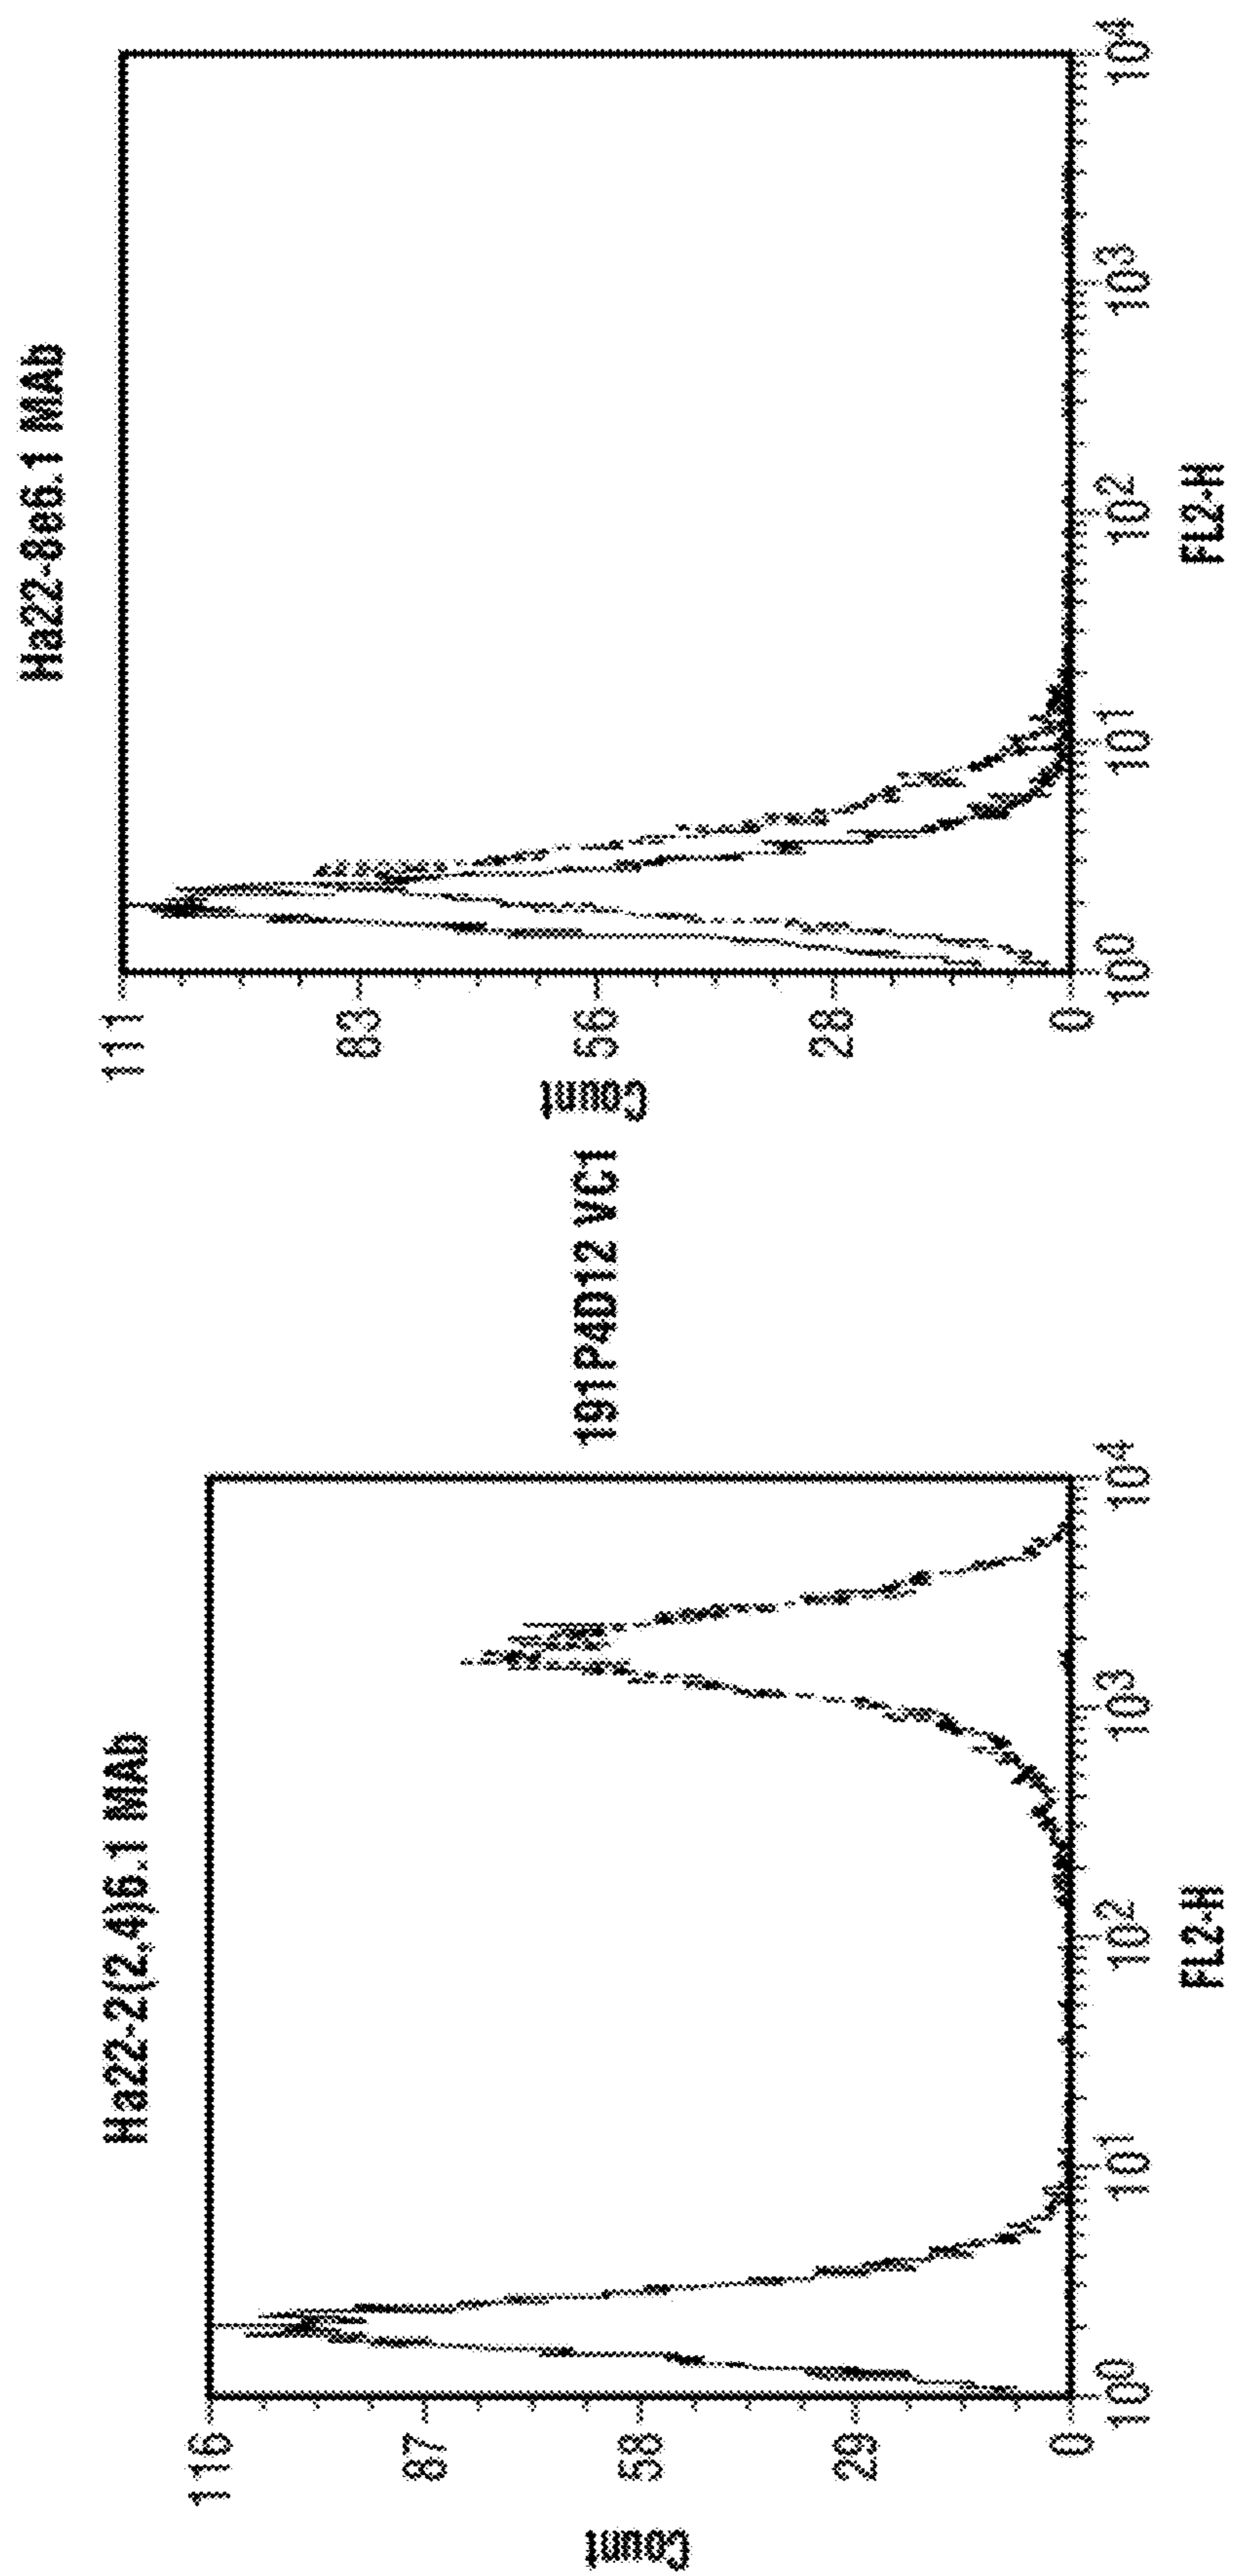 Ha22-2(2,4)6.1 MAb
Count
116
87
58
29
0
10⁰
10¹
10²
10³
10⁴
FL2-H
191P4D12 VC1
Ha22-8e6.1 MAb
Count
111
83
56
28
0
10⁰
10¹
10²
10³
10⁴
FL2-H